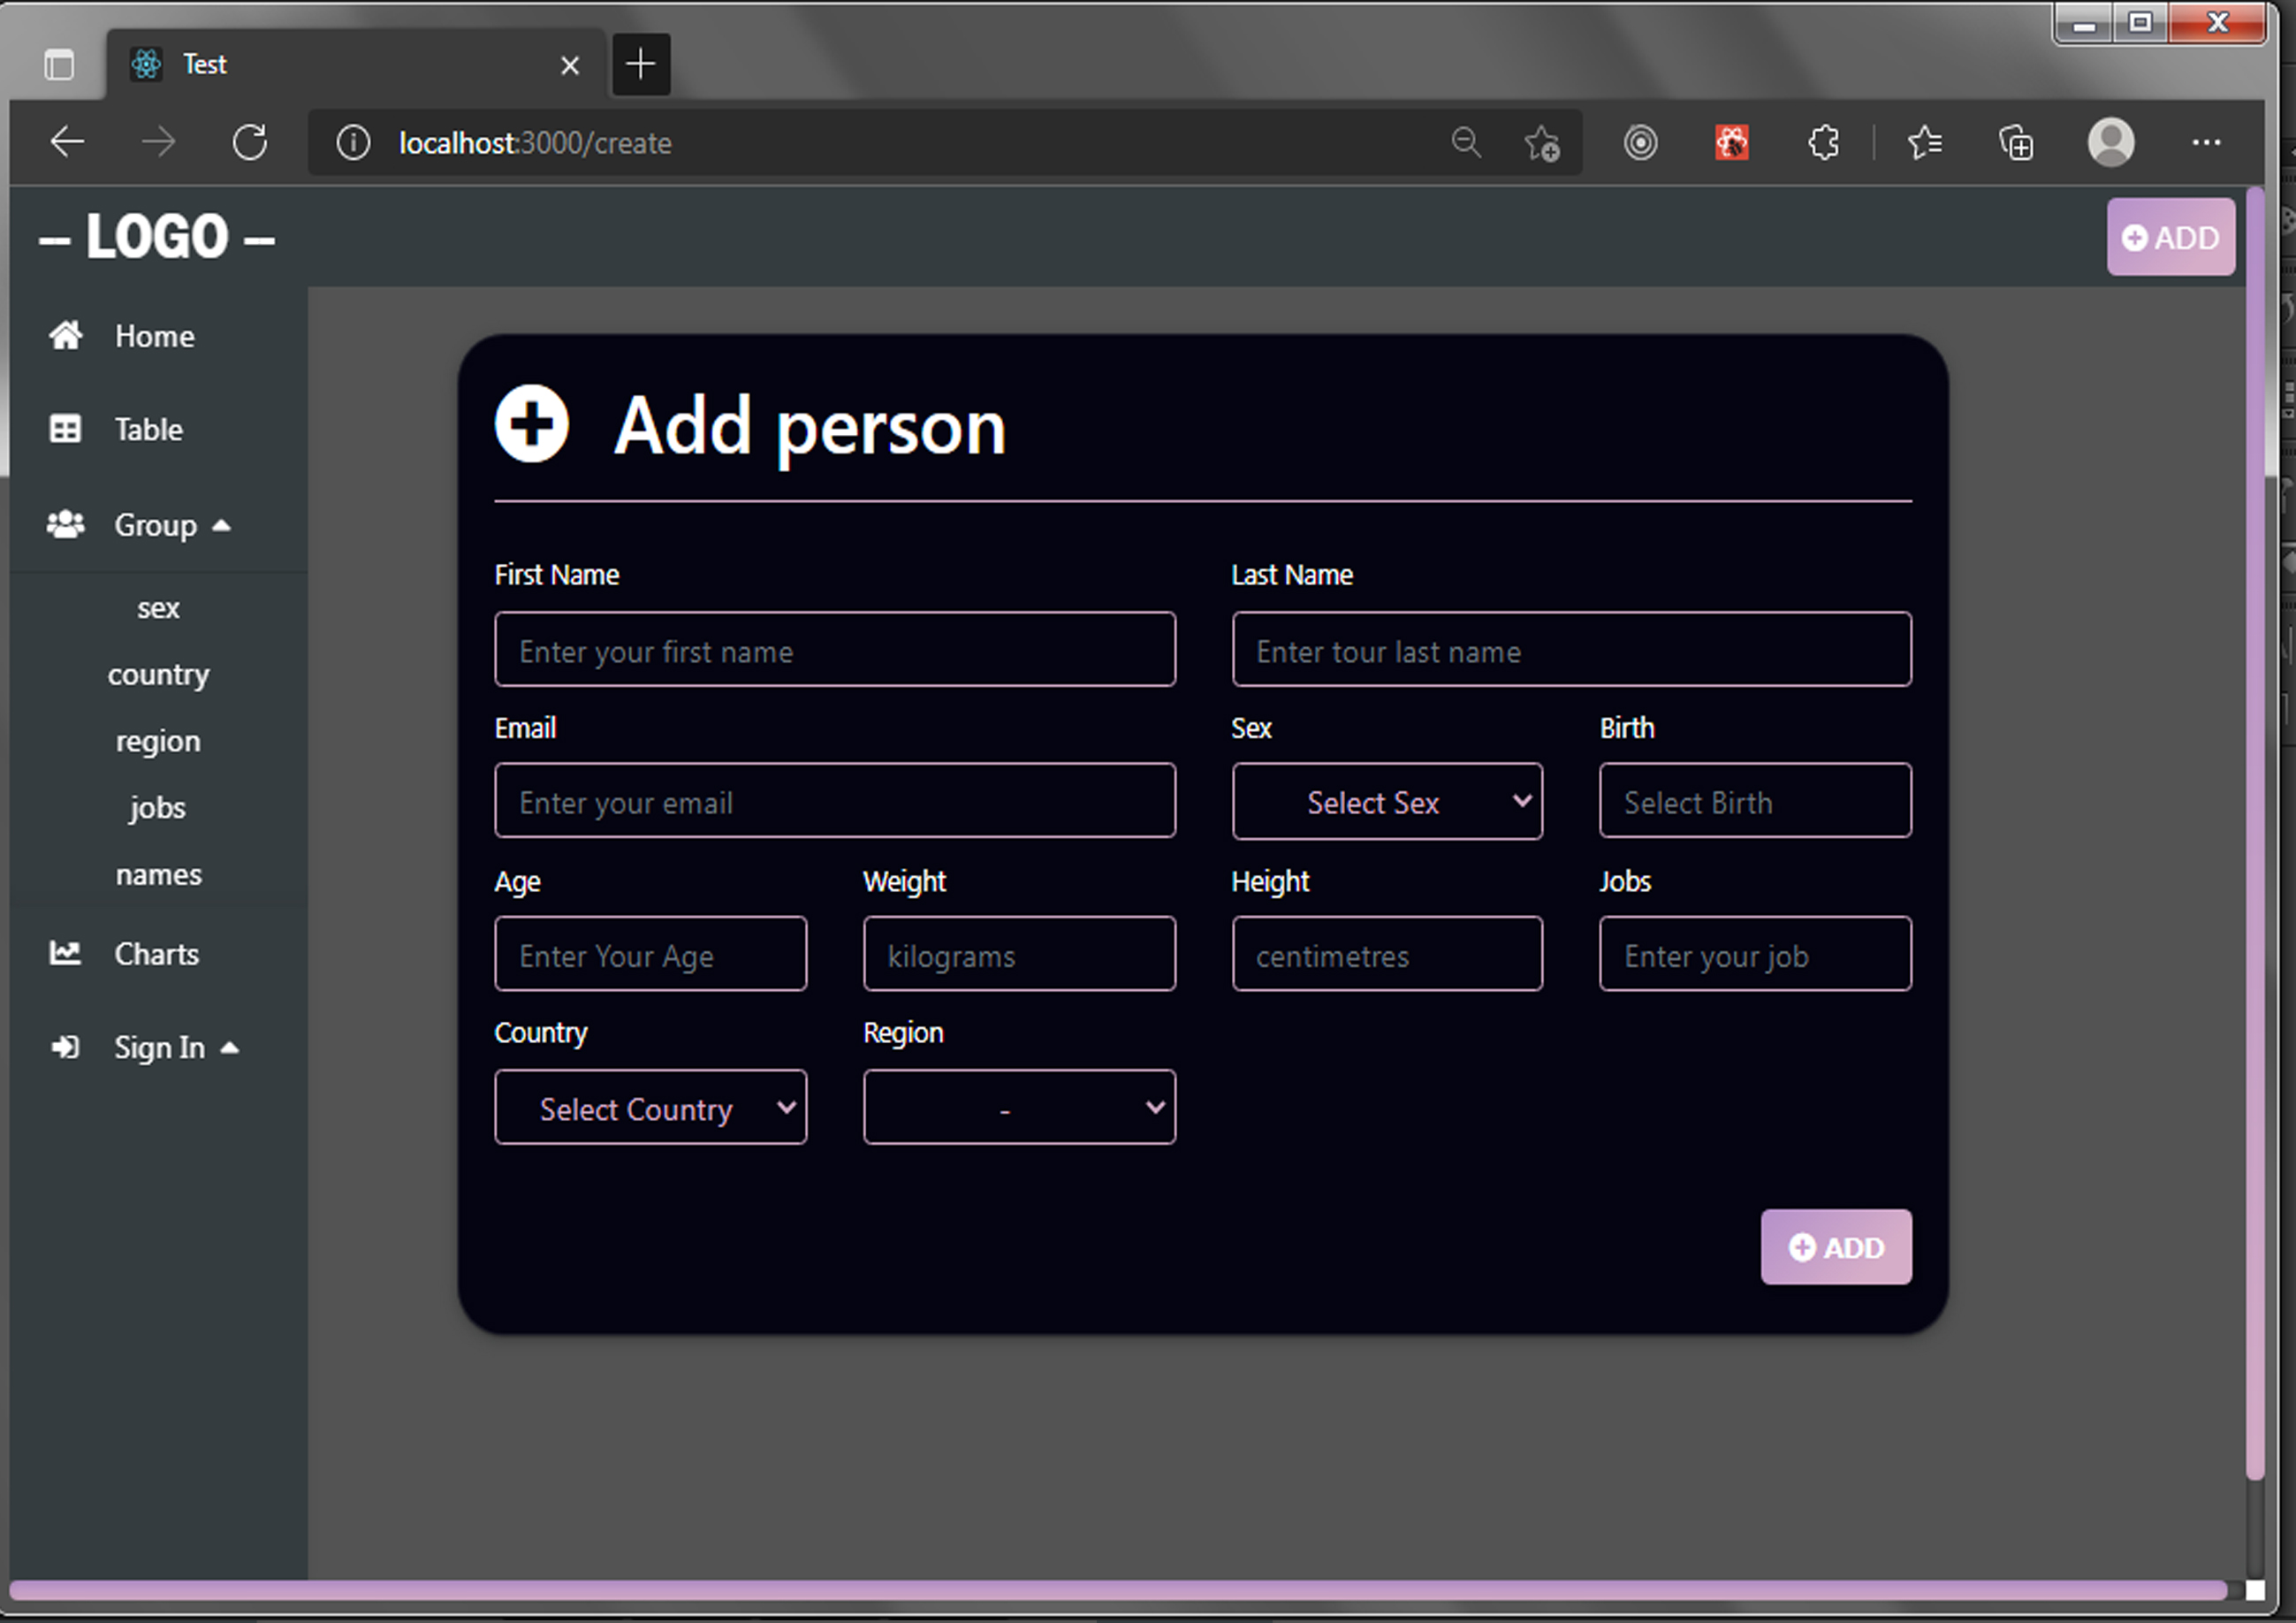 Test
localhost:3000/create
– LOGO –
ADD
Home
Table
Group
sex
country
region
jobs
names
Charts
Sign In
Add person
First Name
Last Name
Enter your first name
Enter tour last name
Email
Sex
Birth
Enter your email
Select Sex
Select Birth
Age
Weight
Height
Jobs
Enter Your Age
kilograms
centimetres
Enter your job
Country
Region
Select Country
-
ADD